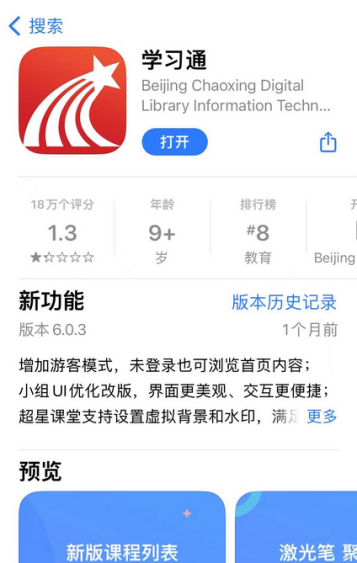 搜索
学习通
Beijing Chaoxing Digital
Library Information Techn...
打开
18万个评分
年龄
排行榜
1.3
9+
#8
★☆☆☆☆
岁
教育
Beijing
新功能
版本历史记录
版本 6.0.3
1个月前
增加游客模式，未登录也可浏览首页内容；
小组UI优化改版，界面更美观、交互更便捷；
超星课堂支持设置虚拟背景和水印，满足
更多
预览
新版课程列表
激光笔